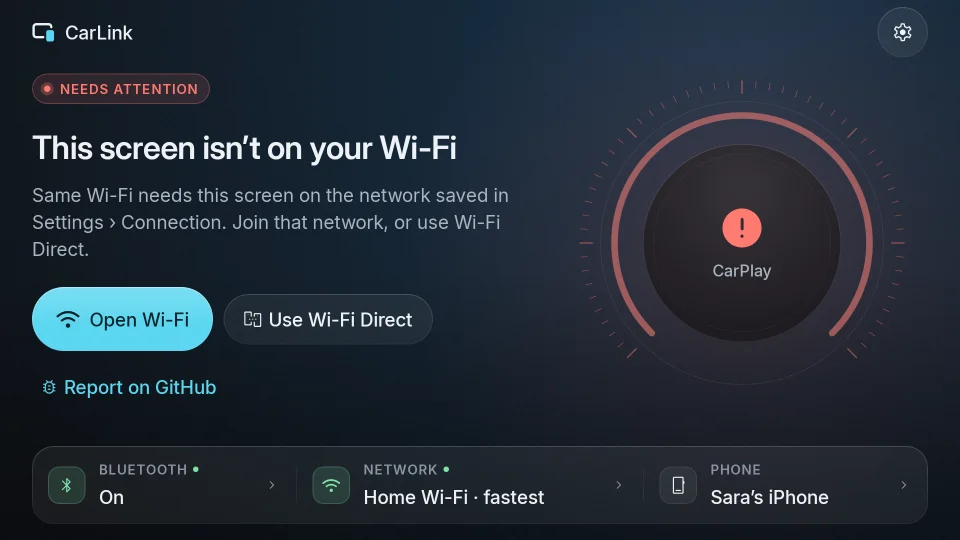 CarLink
NEEDS ATTENTION
This screen isn’t on your Wi-Fi
Same Wi-Fi needs this screen on the network saved in
Settings › Connection. Join that network, or use Wi-Fi
Direct.
Open Wi-Fi
Use Wi-Fi Direct
Report on GitHub
CarPlay
BLUETOOTH
On
NETWORK
Home Wi-Fi · fastest
PHONE
Sara’s iPhone